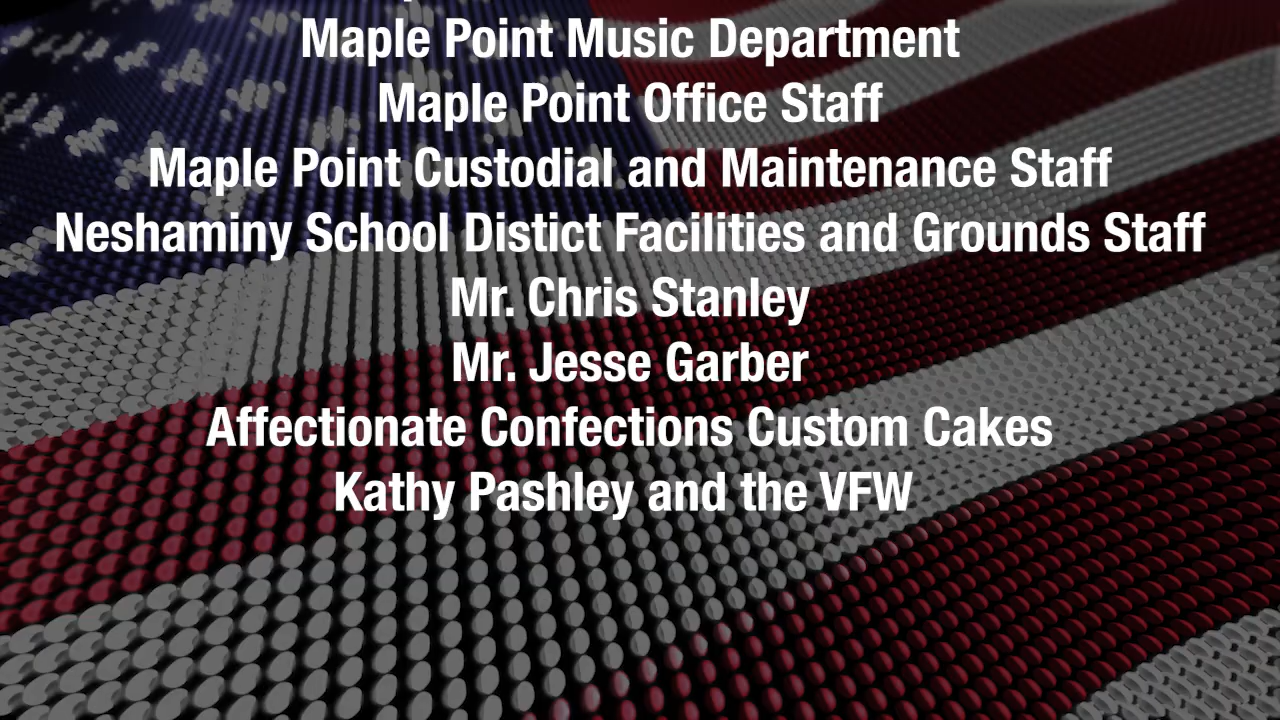 Maple Point Music Department
Maple Point Office Staff
Maple Point Custodial and Maintenance Staff
Neshaminy School Distict Facilities and Grounds Staff
Mr. Chris Stanley
Mr. Jesse Garber
Affectionate Confections Custom Cakes
Kathy Pashley and the VFW